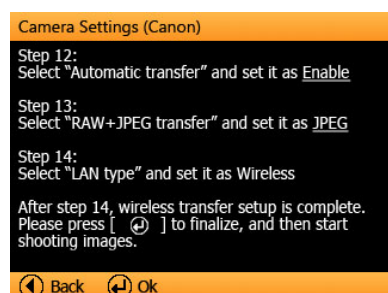 Camera Settings (Canon)
Step 12:
Select "Automatic transfer" and set it as Enable
Step 13:
Select "RAW+JPEG transfer" and set it as JPEG
Step 14:
Select "LAN type" and set it as Wireless
After step 14, wireless transfer setup is complete.
Please press [ ] to finalize, and then start
shooting images.
Back Ok